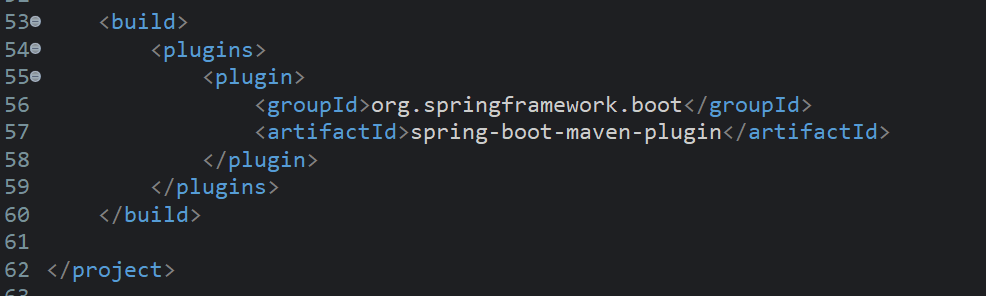 53 <build>
54 <plugins>
55 <plugin>
56 <groupId>org.springframework.boot</groupId>
57 <artifactId>spring-boot-maven-plugin</artifactId>
58 </plugin>
59 </plugins>
60 </build>
61
62 </project>